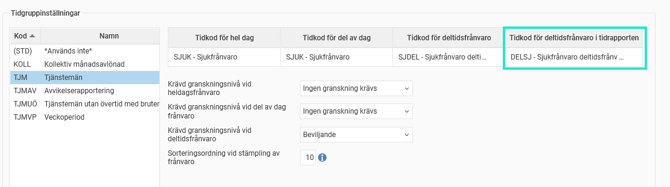 Tidgruppinställningar
Kod Namn
(STD) *Används inte*
KOLL Kollektiv månadsavlönad
TJM Tjänstemän
TJMAV Avvikelserapportering
TJMUÖ Tjänstemän utan övertid med bruten
TJMVP Veckoperiod
Tidkod för hel dag Tidkod för del av dag Tidkod för deltidsfrånvaro Tidkod för deltidsfrånvaro i tidrapporten
SJUK - Sjukfrånvaro SJUK - Sjukfrånvaro SJDEL - Sjukfrånvaro delti... DELSJ - Sjukfrånvaro deltidsfrånv ...
Krävd granskningsnivå vid
heldagsfrånvaro
Ingen granskning krävs
Krävd granskningsnivå vid del av dag
frånvaro
Ingen granskning krävs
Krävd granskningsnivå vid
deltidsfrånvaro
Beviljande
Sorteringsordning vid stämpling av
frånvaro
10